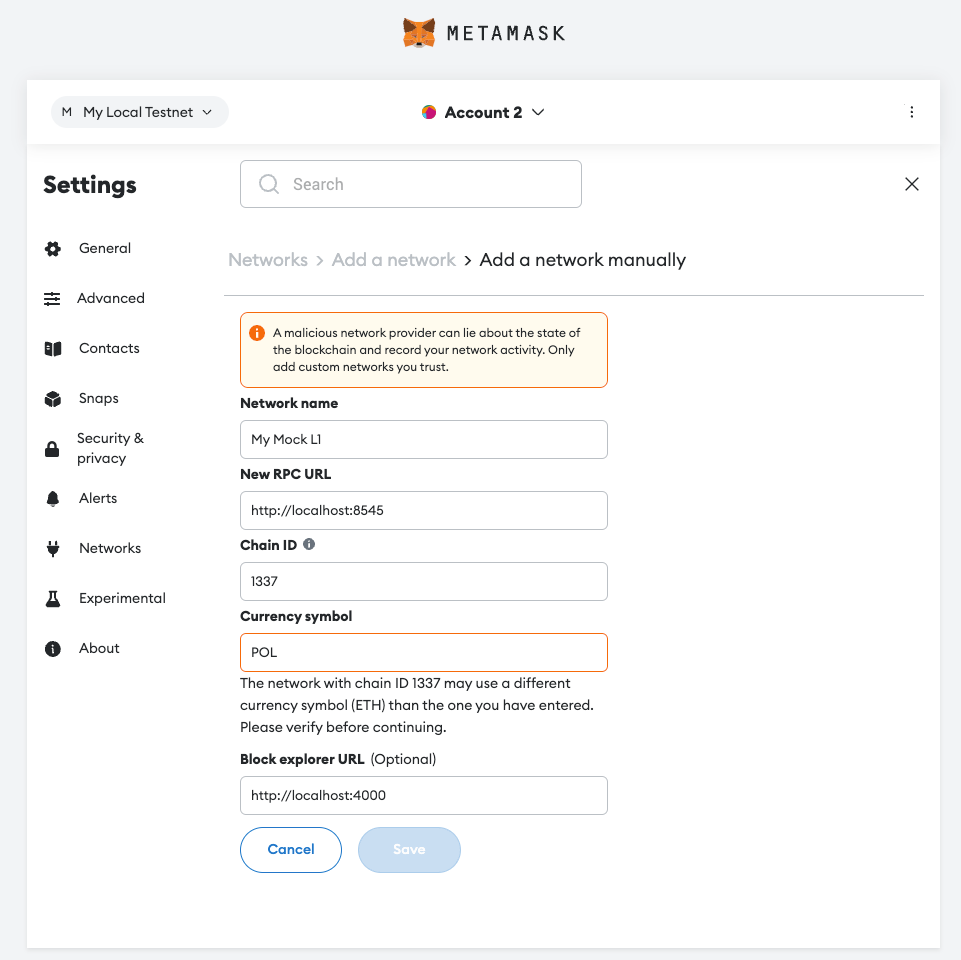 METAMASK
M My Local Testnet
Account 2
Settings
Search
General
Advanced
Contacts
Snaps
Security &
privacy
Alerts
Networks
Experimental
About
Networks > Add a network > Add a network manually
A malicious network provider can lie about the state of
the blockchain and record your network activity. Only
add custom networks you trust.
Network name
My Mock L1
New RPC URL
http://localhost:8545
Chain ID
1337
Currency symbol
POL
The network with chain ID 1337 may use a different
currency symbol (ETH) than the one you have entered.
Please verify before continuing.
Block explorer URL (Optional)
http://localhost:4000
Cancel
Save